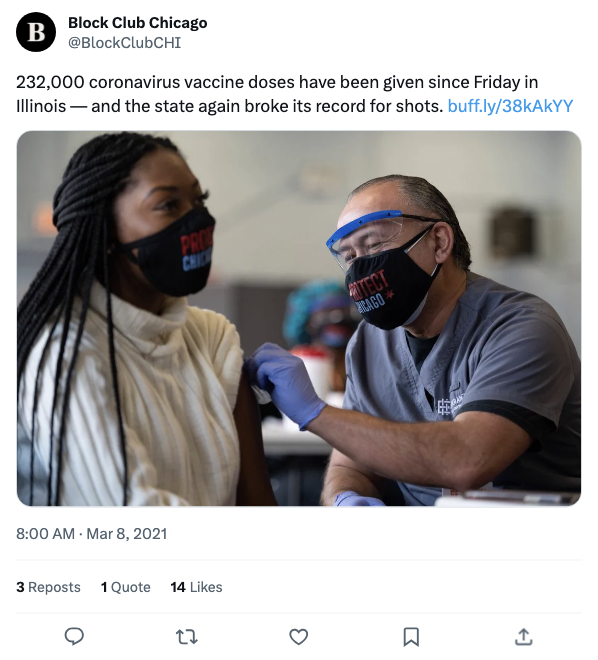 B
Block Club Chicago
@BlockClubCHI
232,000 coronavirus vaccine doses have been given since Friday in
Illinois — and the state again broke its record for shots. buff.ly/38kAkYY
PROTECT
CHICAGO
8:00 AM · Mar 8, 2021
3 Reposts 1 Quote 14 Likes